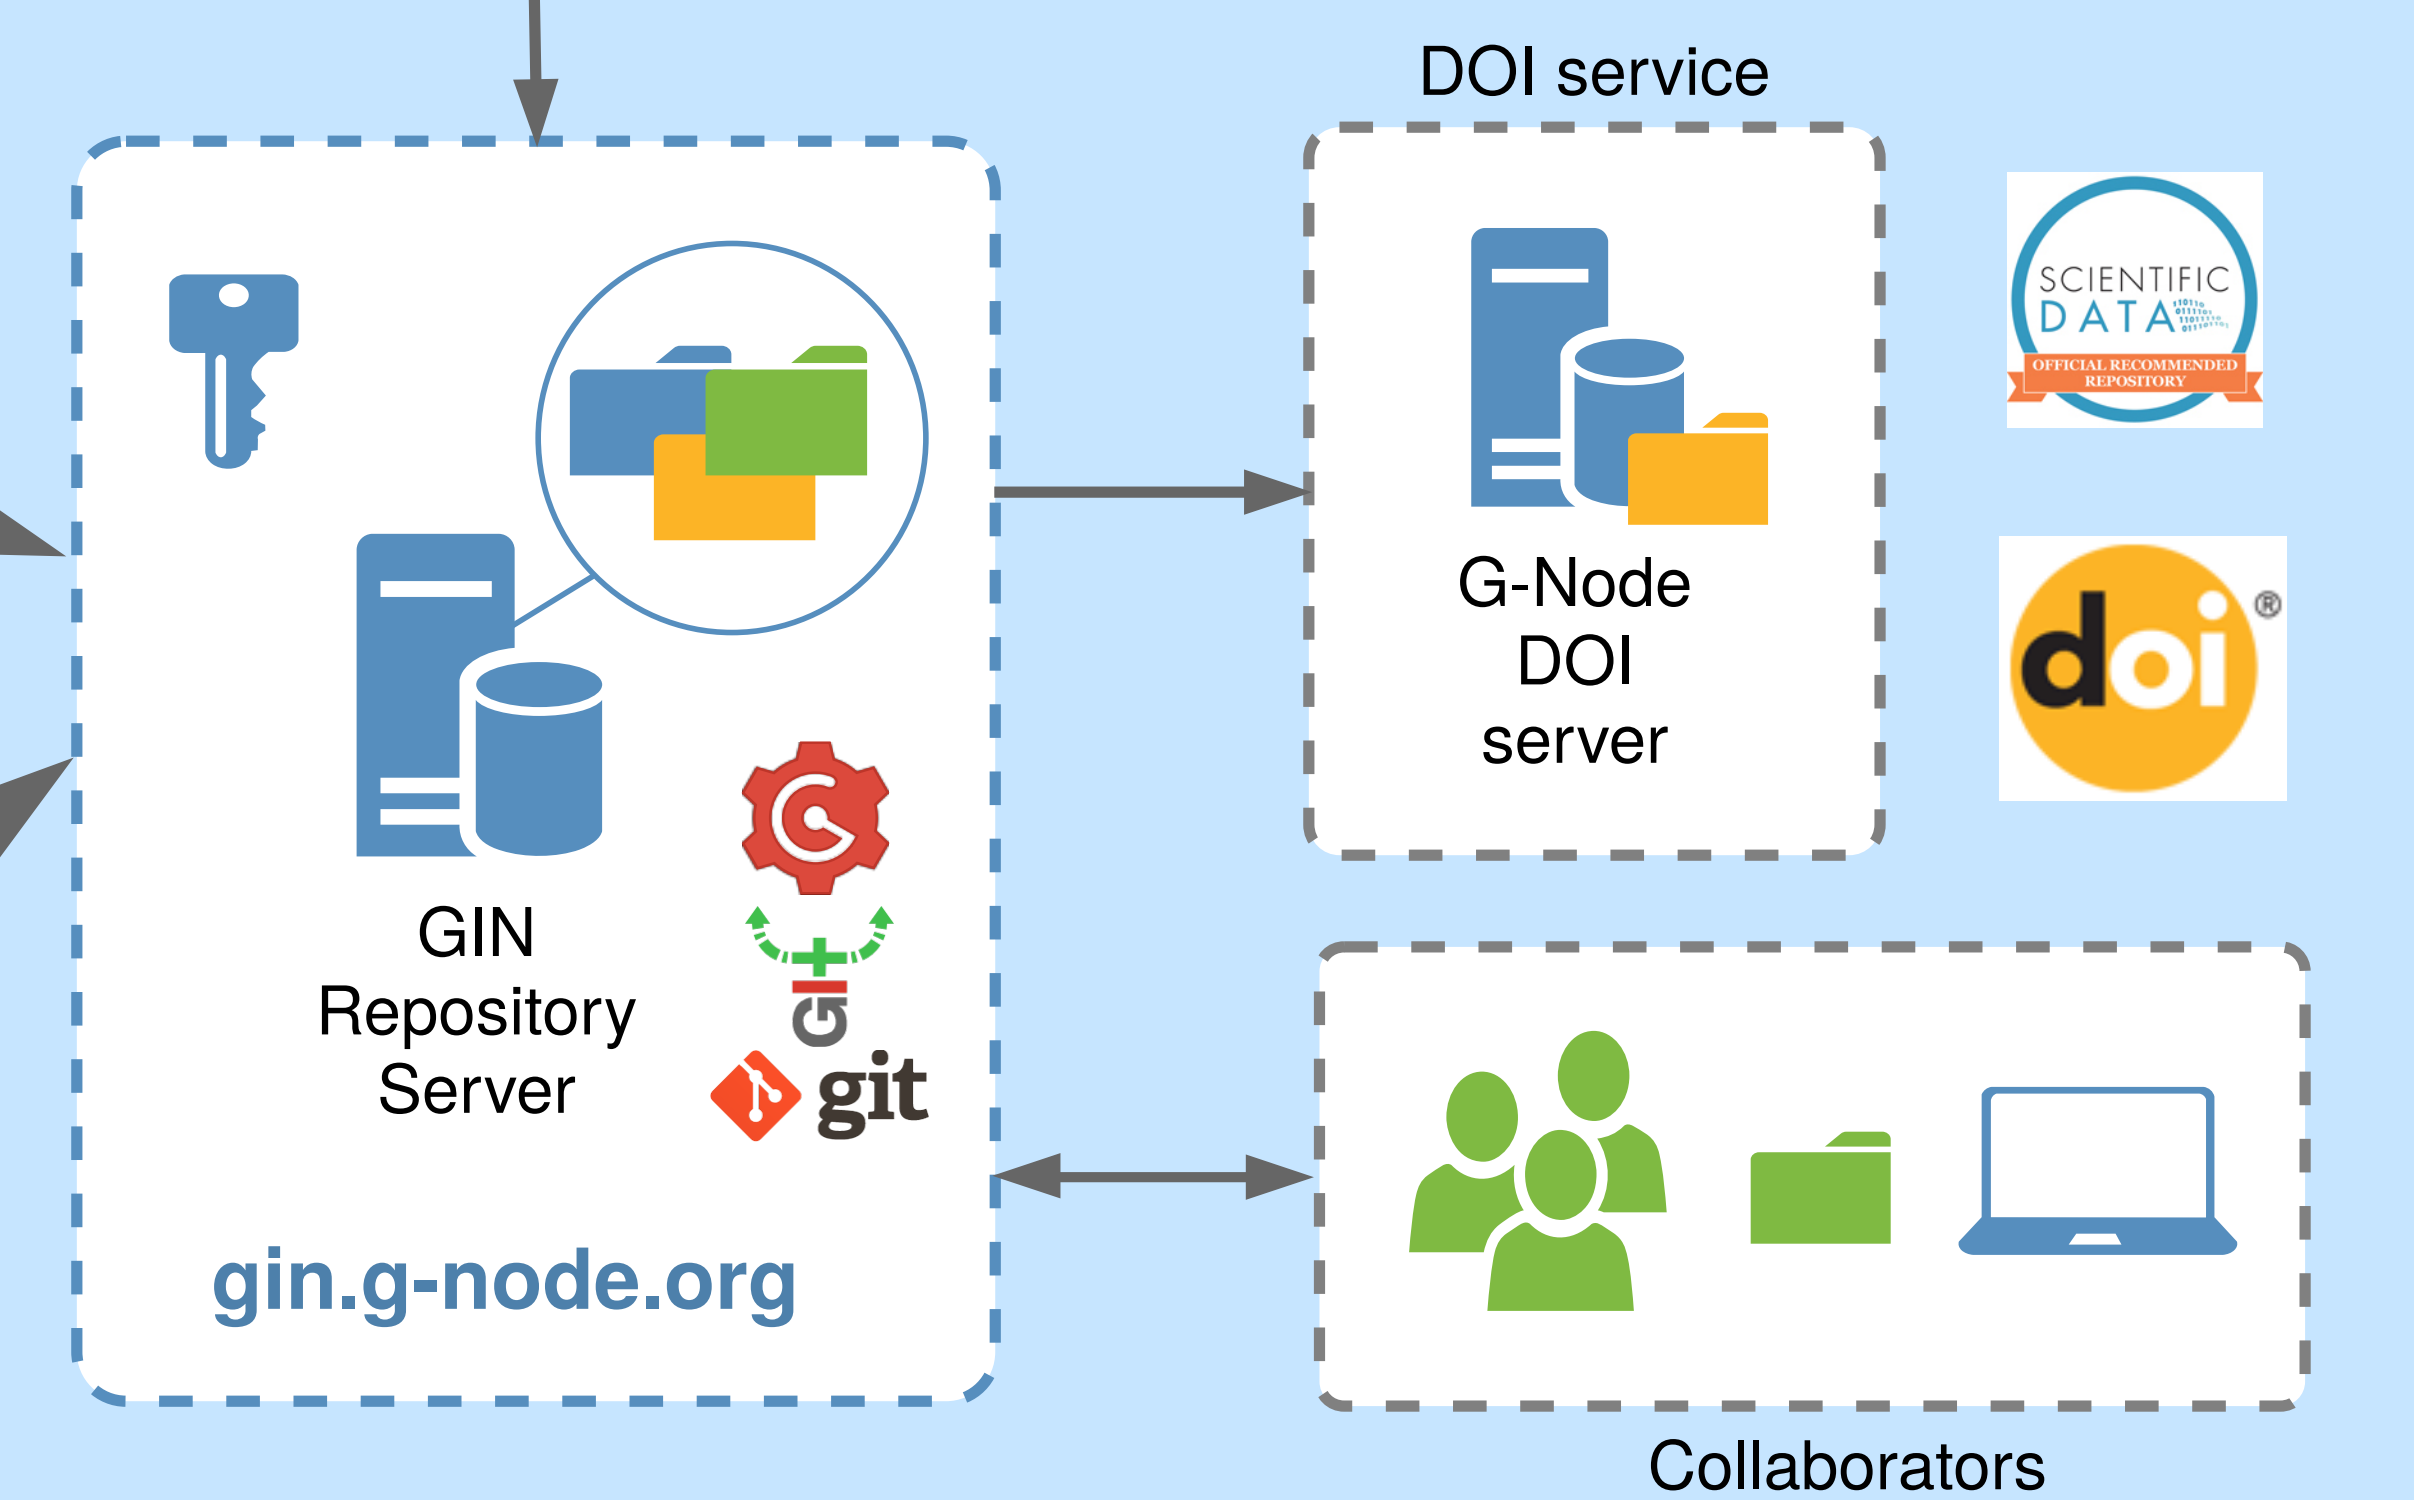 DOI service
SCIENTIFIC
DATA
OFFICIAL RECOMMENDED
REPOSITORY
G-Node
DOI
server
doi®
GIN
Repository
Server
GIt
git
gin.g-node.org
Collaborators